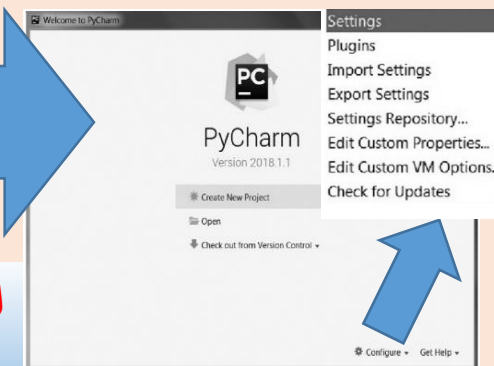 Welcome to PyCharm
PC
PyCharm
Version 2018.1.1
Create New Project
Open
Check out from Version Control
Configure
Get Help
Settings
Plugins
Import Settings
Export Settings
Settings Repository...
Edit Custom Properties...
Edit Custom VM Options.
Check for Updates